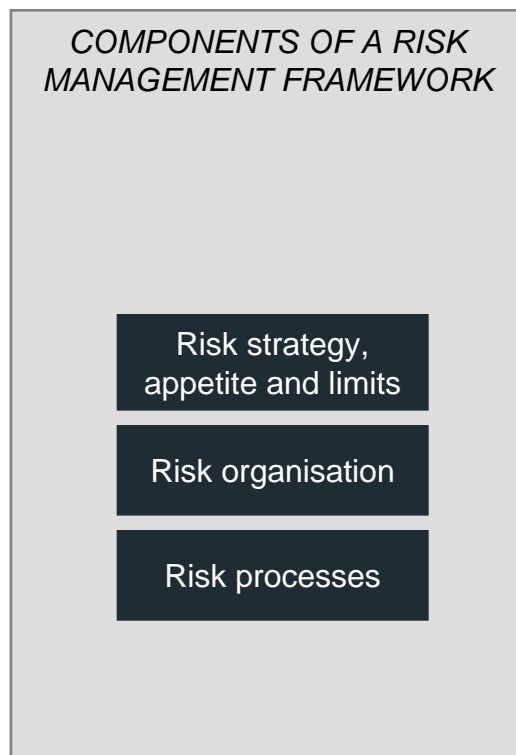 COMPONENTS OF A RISK
MANAGEMENT FRAMEWORK
Risk strategy,
appetite and limits
Risk organisation
Risk processes